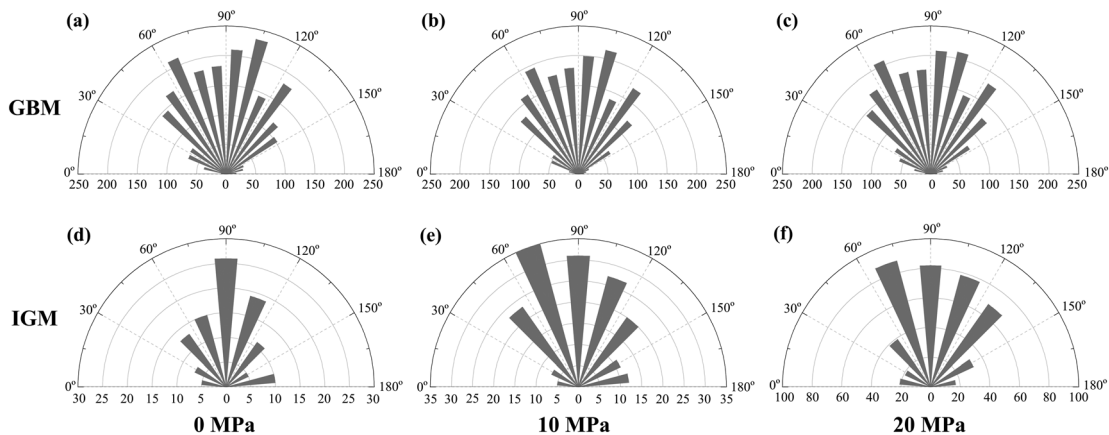 (a) (b) (c)
90º 90º 90º
60º 120º 60º 120º 60º 120º
GBM
30º 150º 30º 150º 30º 150º
0º 180º 0º 180º 0º 180º
250 200 150 100 50 0 50 100 150 200 250 250 200 150 100 50 0 50 100 150 200 250 250 200 150 100 50 0 50 100 150 200 250
(d) (e) (f)
90º 90º 90º
60º 120º 60º 120º 60º 120º
IGM
30º 150º 30º 150º 30º 150º
0º 180º 0º 180º 0º 180º
30 25 20 15 10 5 0 5 10 15 20 25 30 35 30 25 20 15 10 5 0 5 10 15 20 25 30 35 100 80 60 40 20 0 20 40 60 80 100
0 MPa 10 MPa 20 MPa